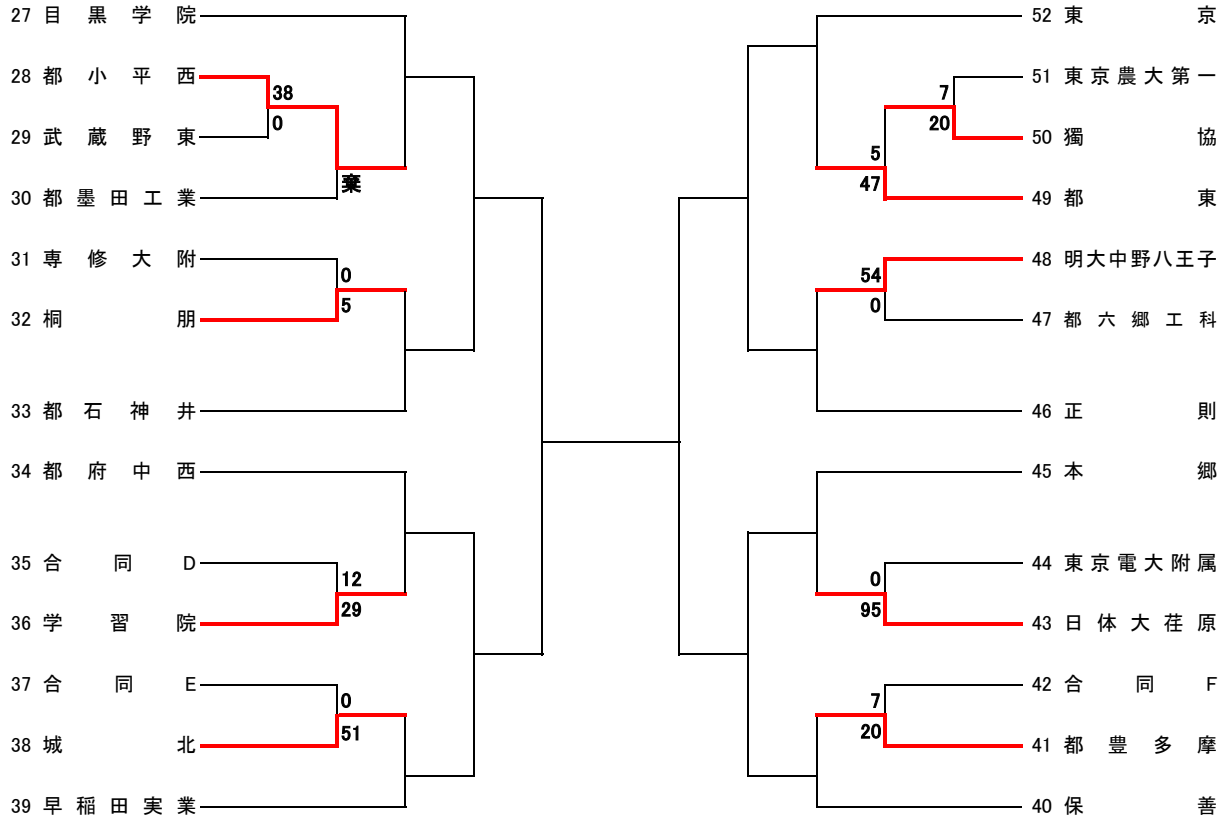 27 目黒学院
28 都小平西
38
0
29 武蔵野東
棄
30 都墨田工業
31 専修大附
0
5
32 桐朋
33 都石神井
34 都府中西
35 合同D
12
29
36 学習院
37 合同E
0
51
38 城北
39 早稲田実業
52 東京
51 東京農大第一
7
20
50 獨協
5
47
49 都東
48 明大中野八王子
54
0
47 都六郷工科
46 正則
45 本郷
44 東京電大附属
0
95
43 日体大荏原
42 合同F
7
20
41 都豊多摩
40 保善